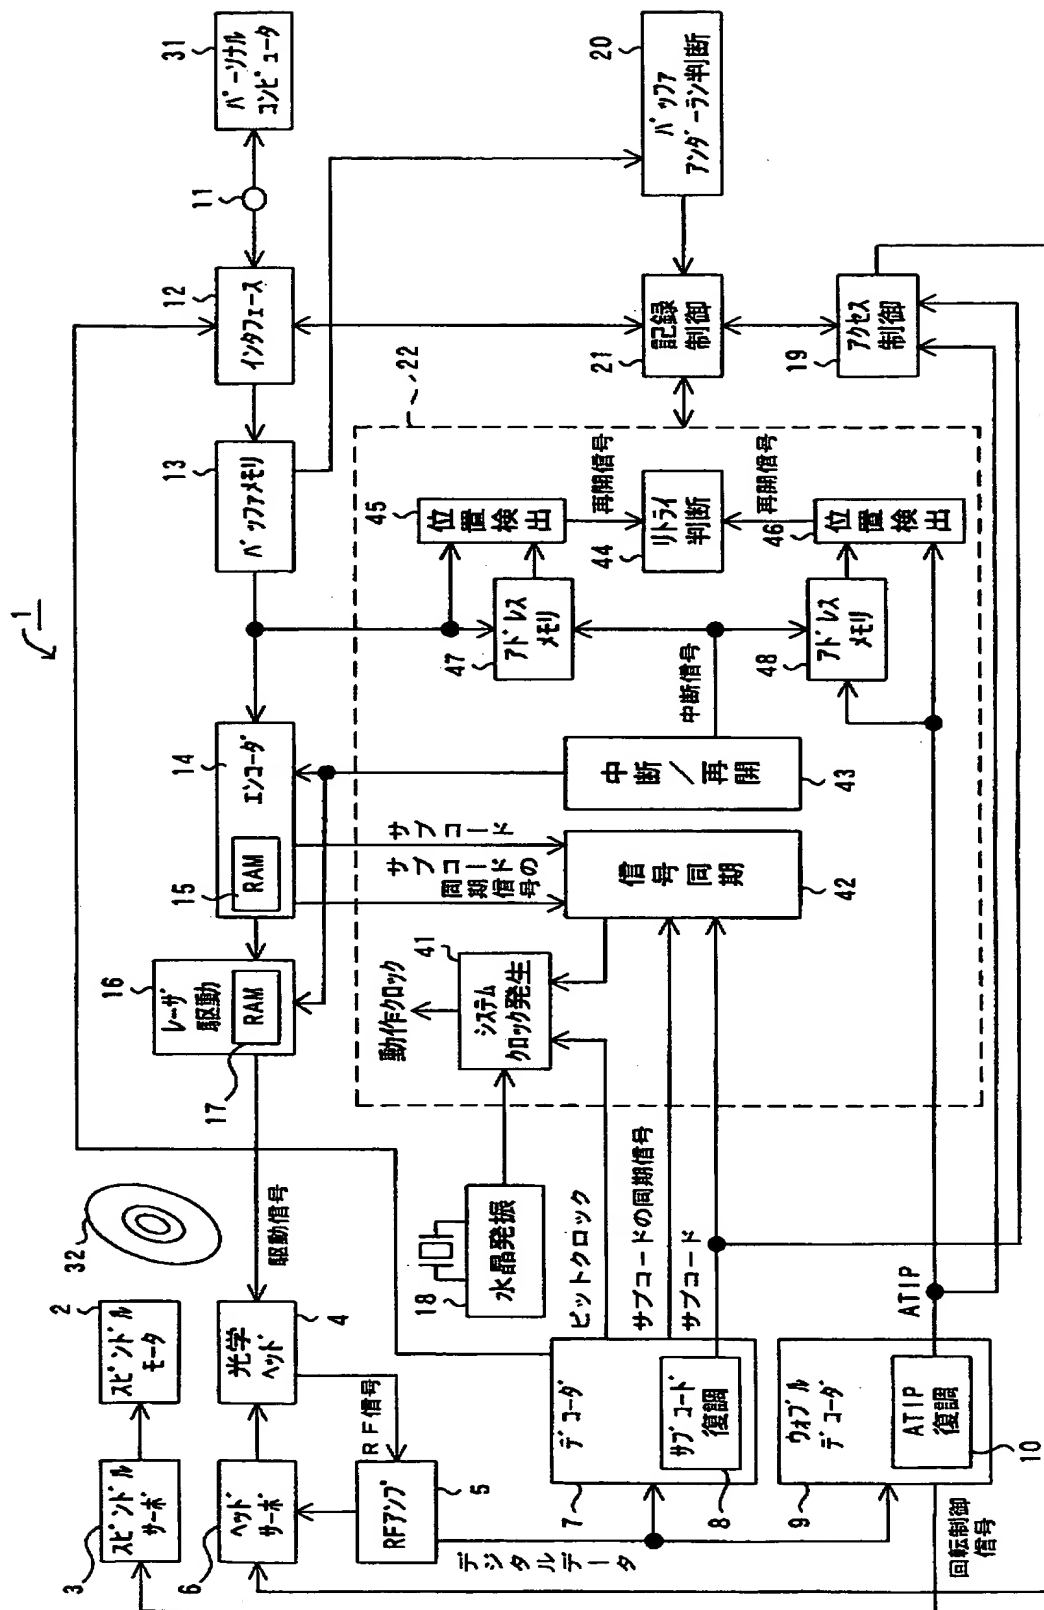 1
スピンドル
モータ
2
スピンドル
サーボ
3
32
光学
ヘッド
4
ヘッド
サーボ
6
RF信号
RFアンプ
5
デジタルデータ
駆動信号
レーザ
駆動
16
RAM
17
エンコーダ
14
RAM
15
バッファメモリ
13
インタフェース
12
11
パーソナル
コンピュータ
31
バッファ
アンダーラン判断
20
記録
制御
21
アクセス
制御
19
22
位置検出
45
再開信号
リトライ
判断
44
再開信号
位置検出
46
アドレス
メモリ
47
アドレス
メモリ
48
中断信号
中断/再開
43
サブコード
サブコードの
同期信号
信号同期
42
動作クロック
システム
クロック発生
41
水晶発振
18
ビットクロック
サブコードの同期信号
サブコード
デコーダ
7
サブコード
復調
8
ATIP
ウォブル
デコーダ
9
ATIP
復調
10
回転制御
信号